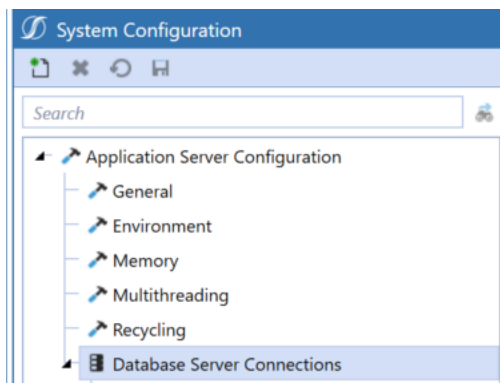 System Configuration
Search
Application Server Configuration
General
Environment
Memory
Multithreading
Recycling
Database Server Connections